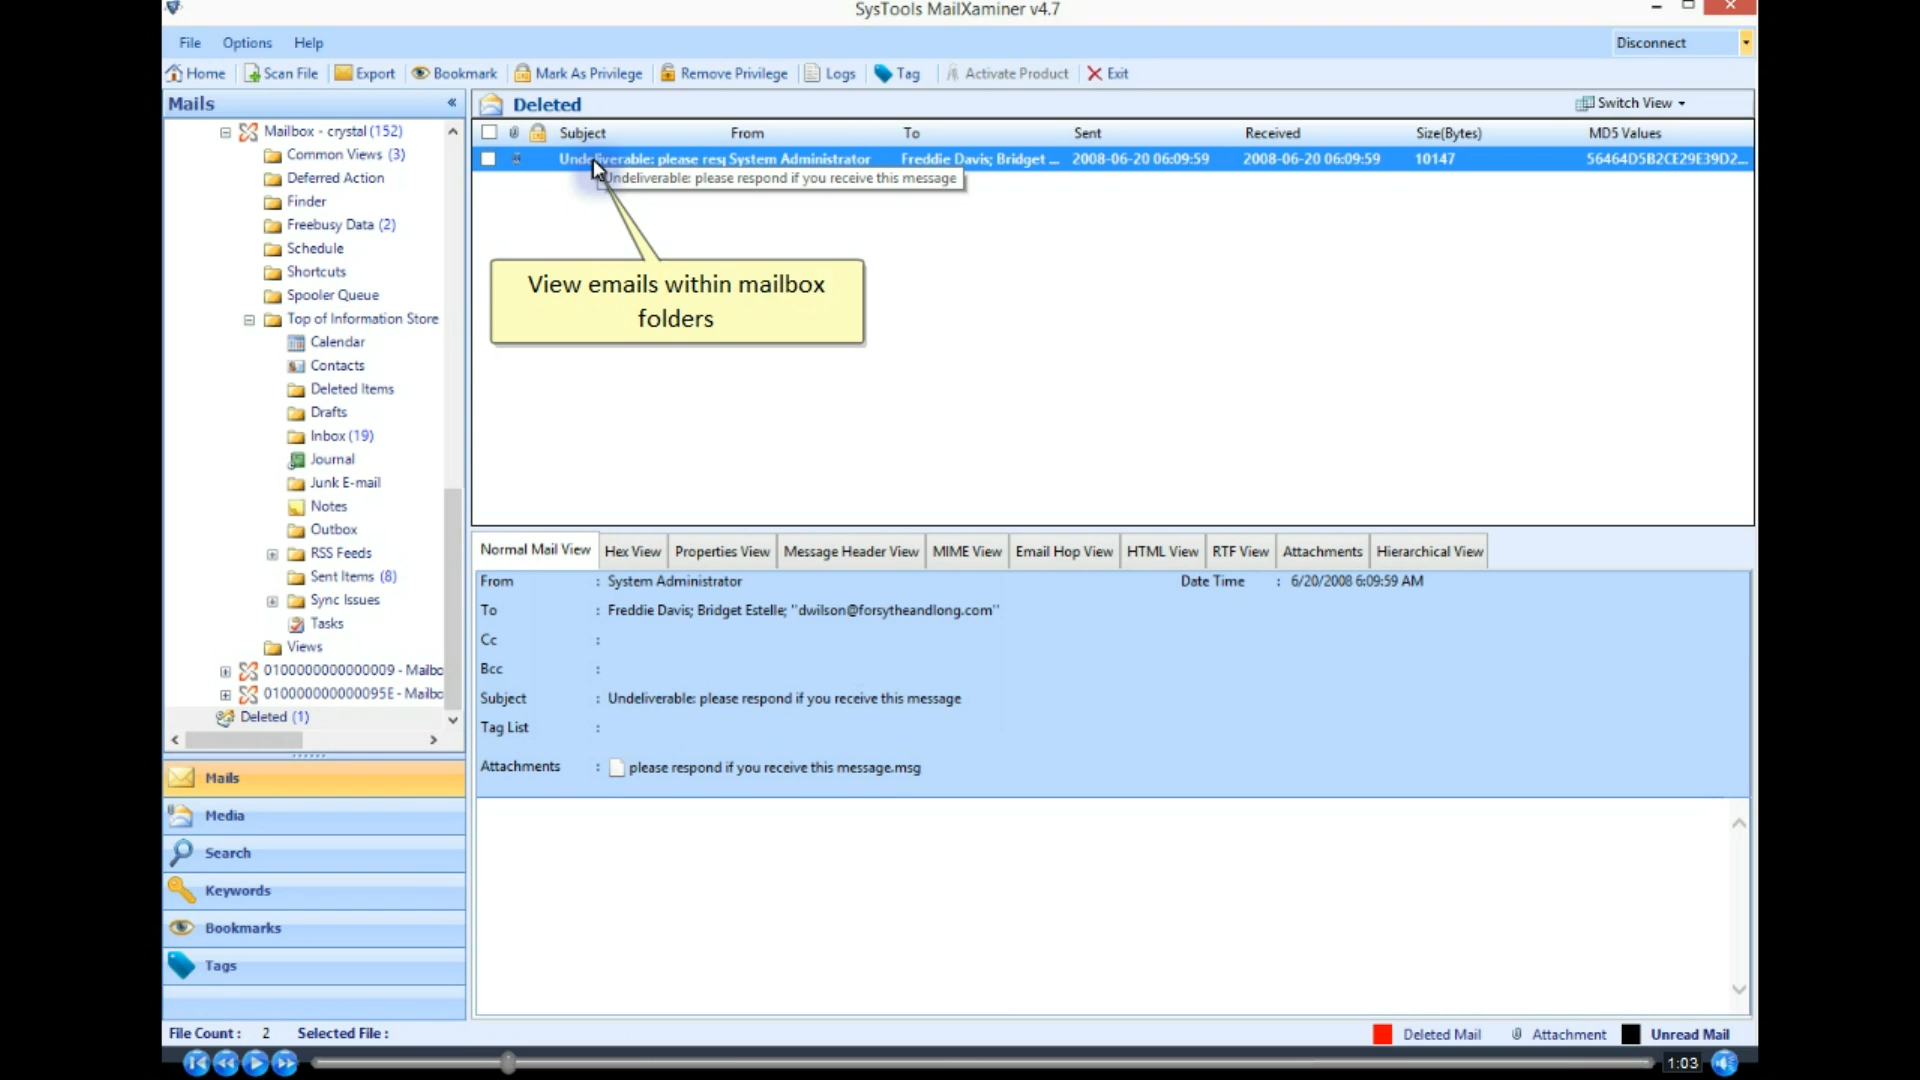 SysTools MailXaminer v4.7
File Options Help
Disconnect
Home Scan File Export Bookmark Mark As Privilege Remove Privilege Logs Tag Activate Product Exit
Mails «
Deleted
Switch View
Subject From To Sent Received Size(Bytes) MD5 Values
Undeliverable: please res System Administrator Freddie Davis; Bridget ... 2008-06-20 06:09:59 2008-06-20 06:09:59 10147 56464D5B2CE29E39D2...
Undeliverable: please respond if you receive this message
View emails within mailbox
folders
Mailbox - crystal (152)
Common Views (3)
Deferred Action
Finder
Freebusy Data (2)
Schedule
Shortcuts
Spooler Queue
Top of Information Store
Calendar
Contacts
Deleted Items
Drafts
Inbox (19)
Journal
Junk E-mail
Notes
Outbox
RSS Feeds
Sent Items (8)
Sync Issues
Tasks
Views
0100000000000009 - Mailbo
010000000000095E - Mailbo
Deleted (1)
Mails
Media
Search
Keywords
Bookmarks
Tags
Normal Mail View Hex View Properties View Message Header View MIME View Email Hop View HTML View RTF View Attachments Hierarchical View
From : System Administrator Date Time : 6/20/2008 6:09:59 AM
To : Freddie Davis; Bridget Estelle; "dwilson@forsytheandlong.com"
Cc :
Bcc :
Subject : Undeliverable: please respond if you receive this message
Tag List :
Attachments : please respond if you receive this message.msg
File Count : 2 Selected File :
Deleted Mail Attachment Unread Mail
1:03